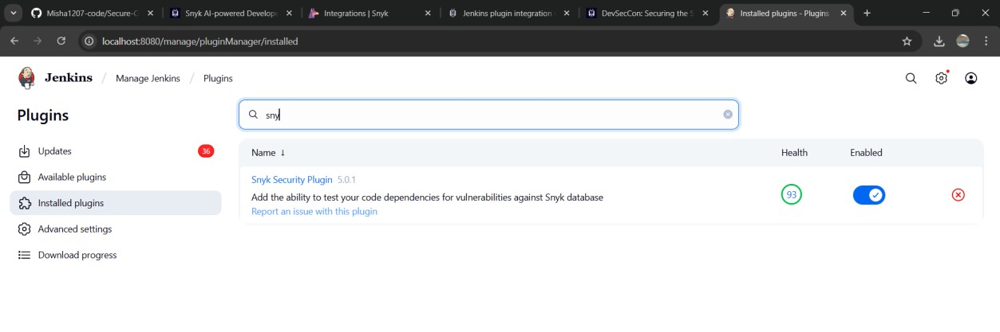 Misha1207-code/Secure-C
Snyk AI-powered Develope
Integrations | Snyk
Jenkins plugin integration
DevSecCon: Securing the S
Installed plugins - Plugins
localhost:8080/manage/pluginManager/installed
Jenkins / Manage Jenkins / Plugins
Plugins
sny
Updates 36
Available plugins
Installed plugins
Advanced settings
Download progress
Name ↓ Health Enabled
Snyk Security Plugin 5.0.1
Add the ability to test your code dependencies for vulnerabilities against Snyk database
93
Report an issue with this plugin